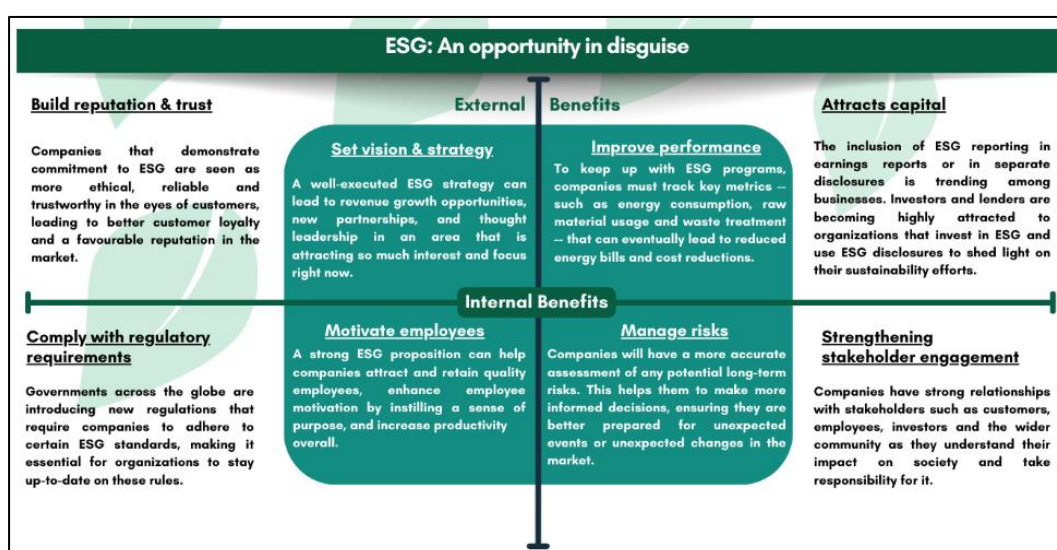 ESG: An opportunity in disguise
External Benefits
Build reputation & trust
Companies that demonstrate
commitment to ESG are seen as
more ethical, reliable and
trustworthy in the eyes of customers,
leading to better customer loyalty
and a favourable reputation in the
market.
Set vision & strategy
A well-executed ESG strategy can
lead to revenue growth opportunities,
new partnerships, and thought
leadership in an area that is
attracting so much interest and focus
right now.
Improve performance
To keep up with ESG programs,
companies must track key metrics —
such as energy consumption, raw
material usage and waste treatment
— that can eventually lead to reduced
energy bills and cost reductions.
Attracts capital
The inclusion of ESG reporting in
earnings reports or in separate
disclosures is trending among
businesses. Investors and lenders are
becoming highly attracted to
organizations that invest in ESG and
use ESG disclosures to shed light on
their sustainability efforts.
Internal Benefits
Comply with regulatory
requirements
Governments across the globe are
introducing new regulations that
require companies to adhere to
certain ESG standards, making it
essential for organizations to stay
up-to-date on these rules.
Motivate employees
A strong ESG proposition can help
companies attract and retain quality
employees, enhance employee
motivation by instilling a sense of
purpose, and increase productivity
overall.
Manage risks
Companies will have a more accurate
assessment of any potential long-term
risks. This helps them to make more
informed decisions, ensuring they are
better prepared for unexpected
events or unexpected changes in the
market.
Strengthening
stakeholder engagement
Companies have strong relationships
with stakeholders such as customers,
employees, investors and the wider
community as they understand their
impact on society and take
responsibility for it.